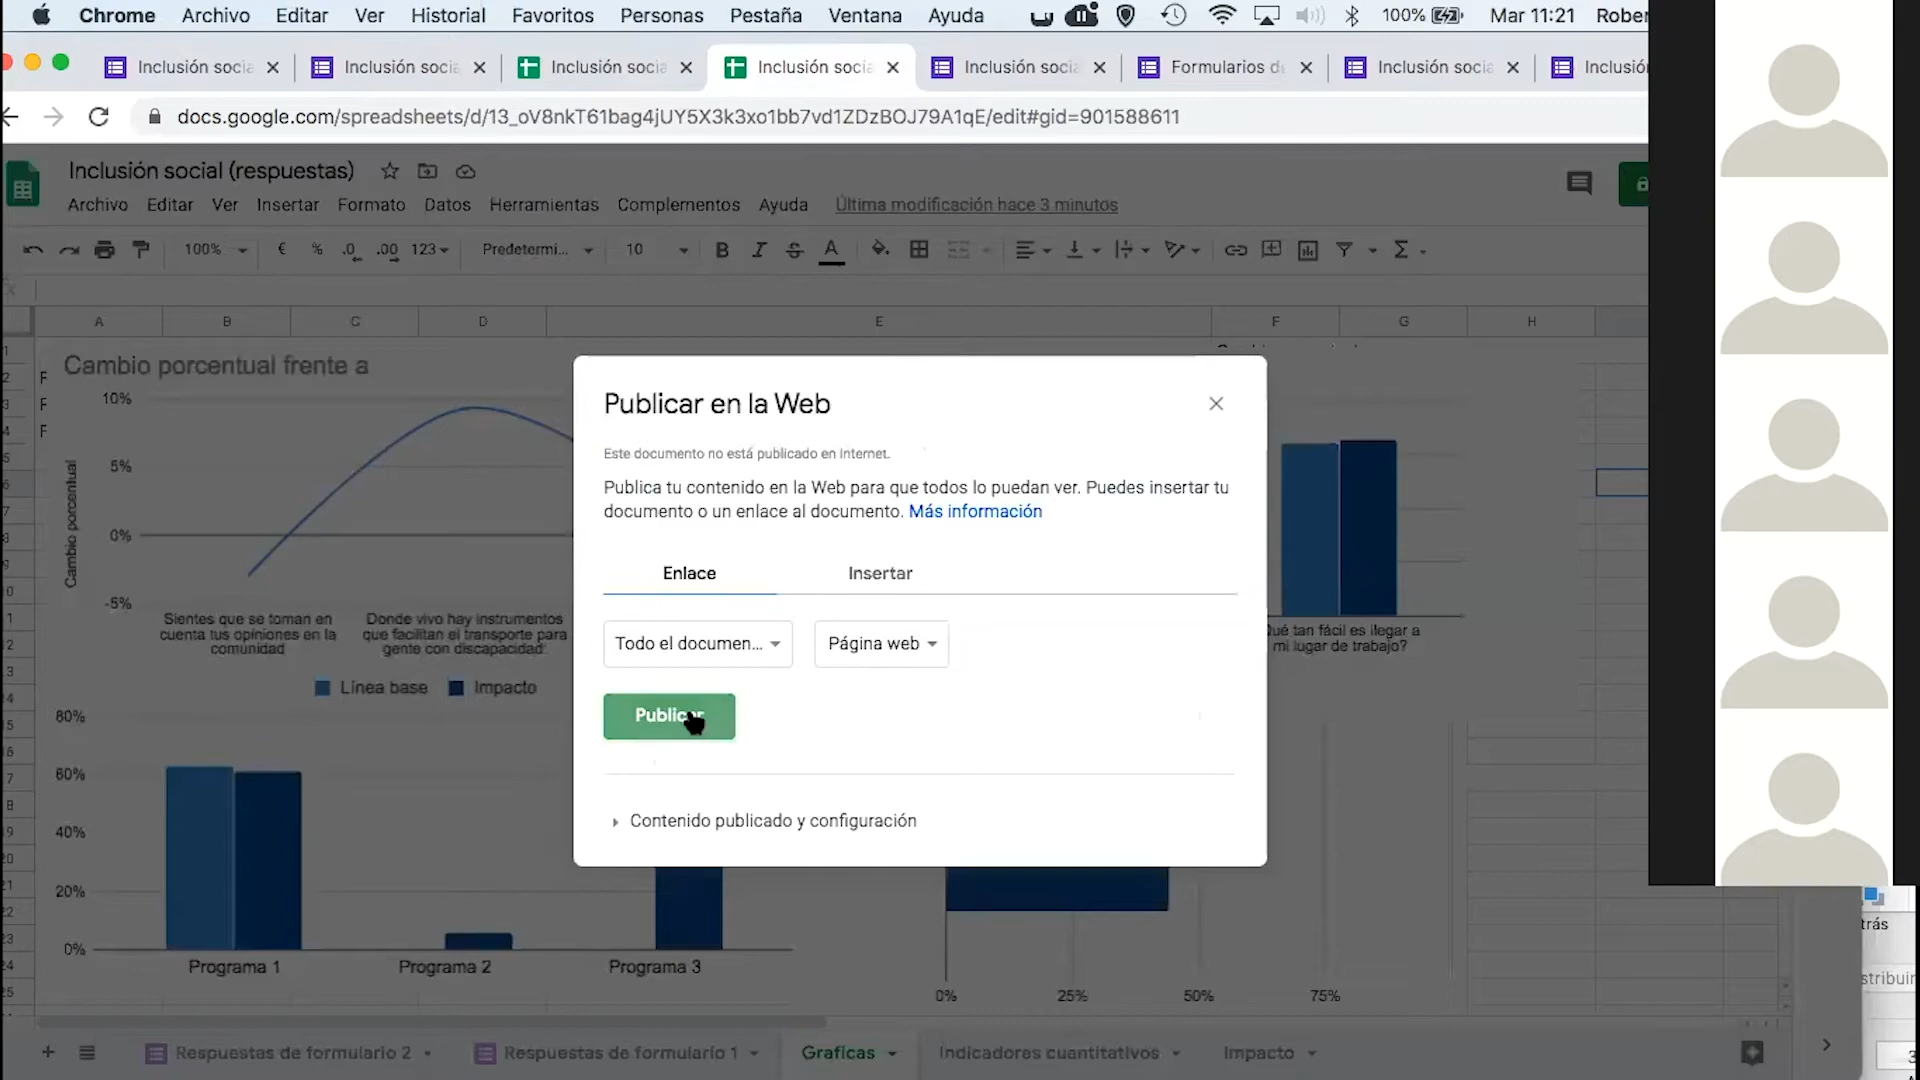 Chrome Archivo Editar Ver Historial Favoritos Personas Pestaña Ventana Ayuda 100% Mar 11:21
Inclusión socia Inclusión socia Inclusión socia Inclusión socia Inclusión socia Formularios d Inclusión socia
docs.google.com/spreadsheets/d/13_oV8nkT61bag4jUY5X3k3xo1bb7vd1ZDzBOJ79A1qE/edit#gid=901588611
Inclusión social (respuestas)
Archivo Editar Ver Insertar Formato Datos Herramientas Complementos Ayuda Última modificación hace 3 minutos
100% € % .0 .00 123 Predetermi... 10 B I S A
A B C D E F G H
Cambio porcentual frente a
10%
5%
0%
-5%
Cambio porcentual
Sientes que se toman en
cuenta tus opiniones en la
comunidad
Donde vivo hay instrumentos
que facilitan el transporte para
gente con discapacidad
Línea base Impacto
80%
60%
40%
20%
0%
Programa 1 Programa 2 Programa 3
Publicar en la Web
Este documento no está publicado en Internet.
Publica tu contenido en la Web para que todos lo puedan ver. Puedes insertar tu
documento o un enlace al documento. Más información
Enlace Insertar
Todo el documen... Página web
Publicar
Contenido publicado y configuración
Qué tan fácil es llegar a
mi lugar de trabajo?
0% 25% 50% 75%
trás
Respuestas de formulario 2 Respuestas de formulario 1 Graficas Indicadores cuantitativos Impacto